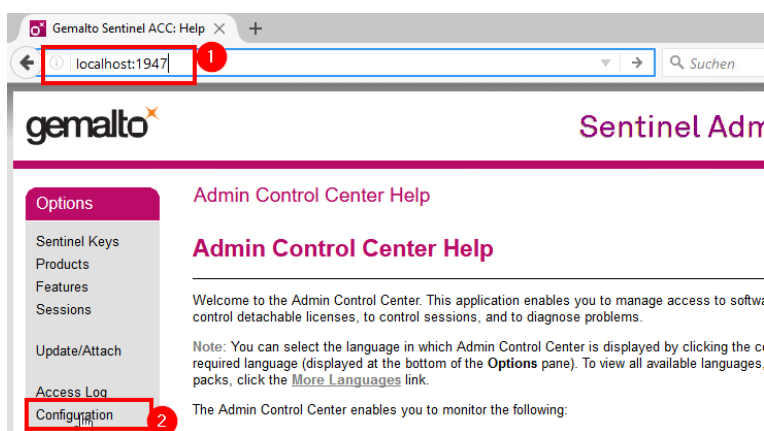 Gemalto Sentinel ACC: Help
localhost:1947
1
Suchen
gemalto
Sentinel Adm
Options
Sentinel Keys
Products
Features
Sessions
Update/Attach
Access Log
Configuration
2
Admin Control Center Help
Admin Control Center Help
Welcome to the Admin Control Center. This application enables you to manage access to softwa
control detachable licenses, to control sessions, and to diagnose problems.
Note: You can select the language in which Admin Control Center is displayed by clicking the co
required language (displayed at the bottom of the Options pane). To view all available languages,
packs, click the More Languages link.
The Admin Control Center enables you to monitor the following: